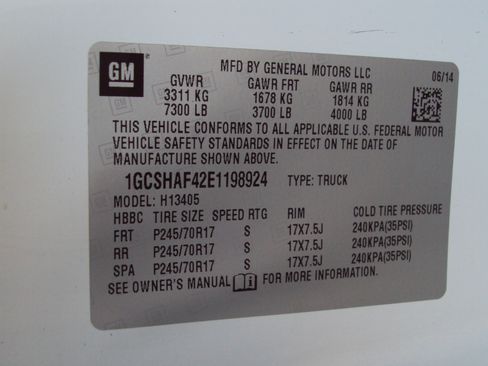 GM
MFD BY GENERAL MOTORS LLC 06/14
GVWR GAWR FRT GAWR RR
3311 KG 1678 KG 1814 KG
7300 LB 3700 LB 4000 LB
THIS VEHICLE CONFORMS TO ALL APPLICABLE U.S. FEDERAL MOTOR
VEHICLE SAFETY STANDARDS IN EFFECT ON THE DATE OF
MANUFACTURE SHOWN ABOVE.
1GCSHAF42E1198924 TYPE: TRUCK
MODEL: H13405
HBBC TIRE SIZE SPEED RTG RIM COLD TIRE PRESSURE
FRT P245/70R17 S 17X7.5J 240KPA(35PSI)
RR P245/70R17 S 17X7.5J 240KPA(35PSI)
SPA P245/70R17 S 17X7.5J 240KPA(35PSI)
SEE OWNER'S MANUAL FOR MORE INFORMATION.